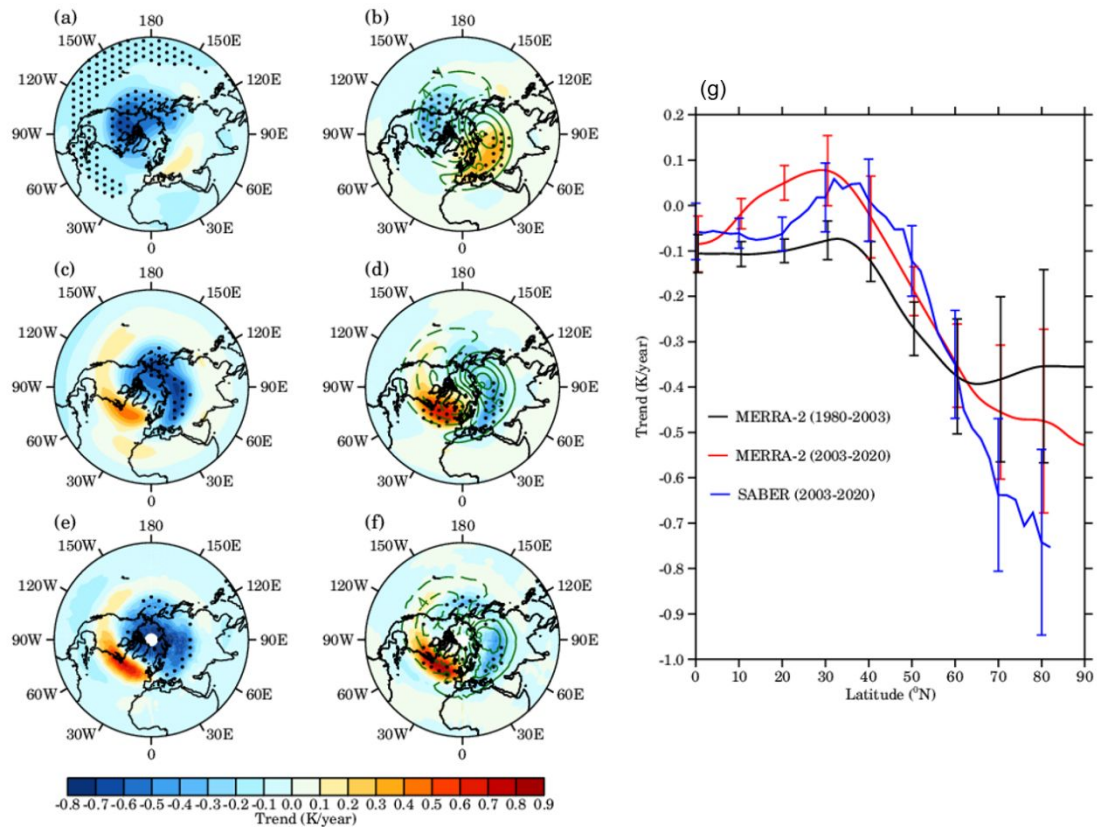 (a)
180
150W 150E
120W 120E
90W 90E
60W 60E
30W 30E
0
(b)
180
150W 150E
120W 120E
90W 90E
60W 60E
30W 30E
0
(c)
180
150W 150E
120W 120E
90W 90E
60W 60E
30W 30E
0
(d)
180
150W 150E
120W 120E
90W 90E
60W 60E
30W 30E
0
(e)
180
150W 150E
120W 120E
90W 90E
60W 60E
30W 30E
0
(f)
180
150W 150E
120W 120E
90W 90E
60W 60E
30W 30E
0
-0.8 -0.7 -0.6 -0.5 -0.4 -0.3 -0.2 -0.1 0.0 0.1 0.2 0.3 0.4 0.5 0.6 0.7 0.8 0.9
Trend (K/year)
(g)
0.2
0.1
0.0
-0.1
-0.2
-0.3
-0.4
-0.5
-0.6
-0.7
-0.8
-0.9
-1.0
Trend (K/year)
MERRA-2 (1980-2003)
MERRA-2 (2003-2020)
SABER (2003-2020)
0 10 20 30 40 50 60 70 80 90
Latitude (°N)